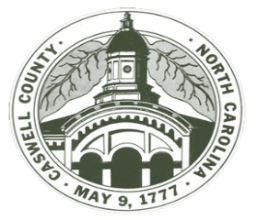 · CASWELL COUNTY ·
· NORTH CAROLINA ·
MAY 9, 1777